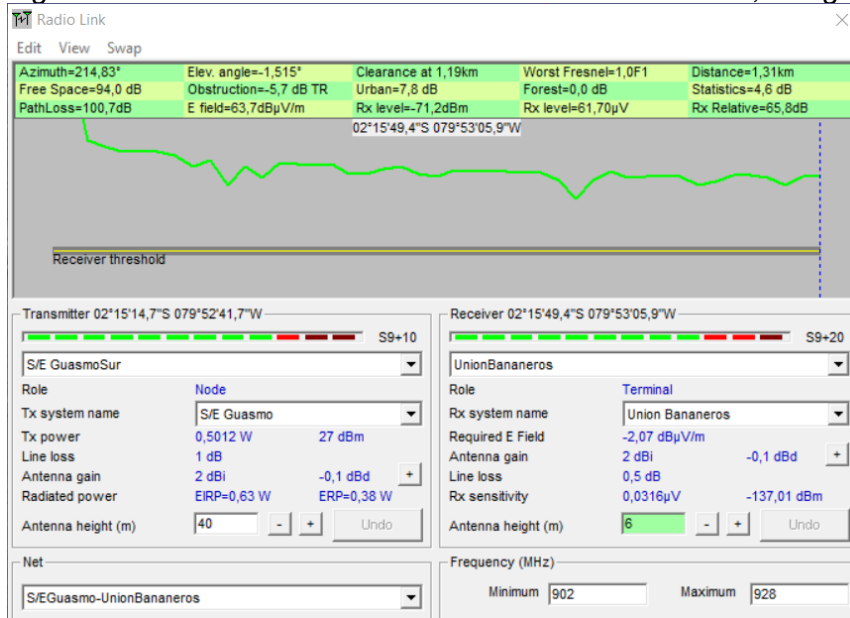 Radio Link
Edit View Swap
Azimuth=214,83° Elev. angle=-1,515° Clearance at 1,19km Worst Fresnel=1,0F1 Distance=1,31km
Free Space=94,0 dB Obstruction=-5,7 dB TR Urban=7,8 dB Forest=0,0 dB Statistics=4,6 dB
PathLoss=100,7dB E field=63,7dBµV/m Rx level=-71,2dBm Rx level=61,70µV Rx Relative=65,8dB
02°15'49,4"S 079°53'05,9"W
Receiver threshold
Transmitter 02°15'14,7"S 079°52'41,7"W
S9+10
S/E GuasmoSur
Role Node
Tx system name S/E Guasmo
Tx power 0,5012 W 27 dBm
Line loss 1 dB
Antenna gain 2 dBi -0,1 dBd +
Radiated power EIRP=0,63 W ERP=0,38 W
Antenna height (m) 40 - + Undo
Net
S/EGuasmo-UnionBananeros
Receiver 02°15'49,4"S 079°53'05,9"W
S9+20
UnionBananeros
Role Terminal
Rx system name Union Bananeros
Required E Field -2,07 dBµV/m
Antenna gain 2 dBi -0,1 dBd +
Line loss 0,5 dB
Rx sensitivity 0,0316µV -137,01 dBm
Antenna height (m) 6 - + Undo
Frequency (MHz)
Minimum 902 Maximum 928